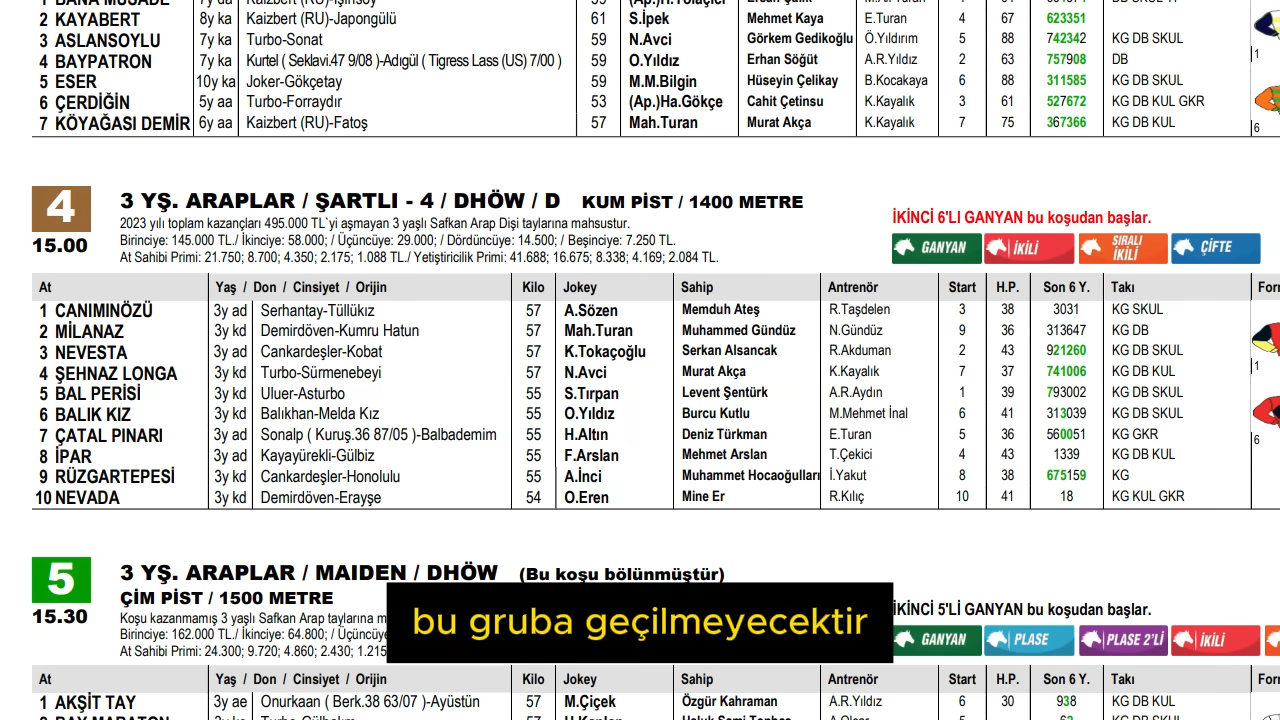 2 KAYABERT 8y ka Kaizbert (RU)-Japongülü 61 S.İpek Mehmet Kaya E.Turan 4 67 623351
3 ASLANSOYLU 7y ka Turbo-Sonat 59 N.Avci Görkem Gedikoğlu Ö.Yıldırım 5 88 742342 KG DB SKUL
4 BAYPATRON 7y ka Kurtel ( Seklavi.47 9/08 )-Adıgül ( Tigress Lass (US) 7/00 ) 59 O.Yıldız Erhan Söğüt A.R.Yıldız 2 63 757908 DB
5 ESER 10y ka Joker-Gökçetay 59 M.M.Bilgin Hüseyin Çelikay B.Kocakaya 6 88 311585 KG DB SKUL
6 ÇERDİĞİN 5y aa Turbo-Forraydır 53 (Ap.)Ha.Gökçe Cahit Çetinsu K.Kayalık 3 61 527672 KG DB KUL GKR
7 KÖYAĞASI DEMİR 6y aa Kaizbert (RU)-Fatoş 57 Mah.Turan Murat Akça K.Kayalık 7 75 367366 KG DB KUL
1
6
4
15.00
3 YŞ. ARAPLAR / ŞARTLI - 4 / DHÖW / D KUM PİST / 1400 METRE
2023 yılı toplam kazançları 495.000 TL`yi aşmayan 3 yaşlı Safkan Arap Dişi taylarına mahsustur.
Birinciye: 145.000 TL./ İkinciye: 58.000; / Üçüncüye: 29.000; / Dördüncüye: 14.500; / Beşinciye: 7.250 TL.
At Sahibi Primi: 21.750; 8.700; 4.350; 2.175; 1.088 TL./ Yetiştiricilik Primi: 41.688; 16.675; 8.338; 4.169; 2.084 TL.
İKİNCİ 6'LI GANYAN bu koşudan başlar.
GANYAN İKİLİ SIRALI İKİLİ ÇİFTE
At Yaş / Don / Cinsiyet / Orijin Kilo Jokey Sahip Antrenör Start H.P. Son 6 Y. Takı For
1 CANIMINÖZÜ 3y ad Serhantay-Tüllükız 57 A.Sözen Memduh Ateş R.Taşdelen 3 38 3031 KG SKUL
2 MİLANAZ 3y kd Demirdöven-Kumru Hatun 57 Mah.Turan Muhammed Gündüz N.Gündüz 9 36 313647 KG DB
3 NEVESTA 3y ad Cankardeşler-Kobat 57 K.Tokaçoğlu Serkan Alsancak R.Akduman 2 43 921260 KG DB SKUL
4 ŞEHNAZ LONGA 3y kd Turbo-Sürmenebeyi 57 N.Avci Murat Akça K.Kayalık 7 37 741006 KG DB KUL
5 BAL PERİSİ 3y kd Uluer-Asturbo 55 S.Tırpan Levent Şentürk A.R.Aydın 1 39 793002 KG DB SKUL
6 BALIK KIZ 3y kd Balıkhan-Melda Kız 55 O.Yıldız Burcu Kutlu M.Mehmet İnal 6 41 313039 KG DB SKUL
7 ÇATAL PINARI 3y ad Sonalp ( Kuruş.36 87/05 )-Balbademim 55 H.Altın Deniz Türkman E.Turan 5 36 560051 KG GKR
8 İPAR 3y ad Kayayürekli-Gülbiz 55 F.Arslan Mehmet Arslan T.Çekici 4 43 1339 KG DB KUL
9 RÜZGARTEPESİ 3y kd Cankardeşler-Honolulu 55 A.İnci Muhammet Hocaoğulları İ.Yakut 8 38 675159 KG
10 NEVADA 3y kd Demirdöven-Erayşe 54 O.Eren Mine Er R.Kılıç 10 41 18 KG KUL GKR
1
6
5
15.30
3 YŞ. ARAPLAR / MAIDEN / DHÖW (Bu koşu bölünmüştür)
ÇİM PİST / 1500 METRE
Koşu kazanmamış 3 yaşlı Safkan Arap taylarına m
Birinciye: 162.000 TL./ İkinciye: 64.800; / Üçüncüye
At Sahibi Primi: 24.300; 9.720; 4.860; 2.430; 1.215
bu gruba geçilmeyecektir
İKİNCİ 5'Lİ GANYAN bu koşudan başlar.
GANYAN PLASE PLASE 2'Lİ İKİLİ
At Yaş / Don / Cinsiyet / Orijin Kilo Jokey Sahip Antrenör Start H.P. Son 6 Y. Takı For
1 AKŞİT TAY 3y ae Onurkaan ( Berk.38 63/07 )-Ayüstün 57 M.Çiçek Özgür Kahraman A.R.Yıldız 6 30 938 KG DB KUL